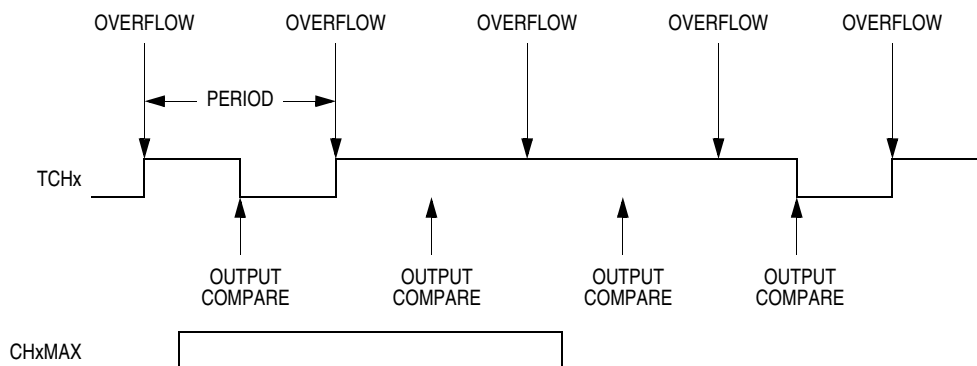 OVERFLOW OVERFLOW OVERFLOW OVERFLOW OVERFLOW
PERIOD
TCHx
OUTPUT COMPARE
OUTPUT COMPARE
OUTPUT COMPARE
OUTPUT COMPARE
CHxMAX